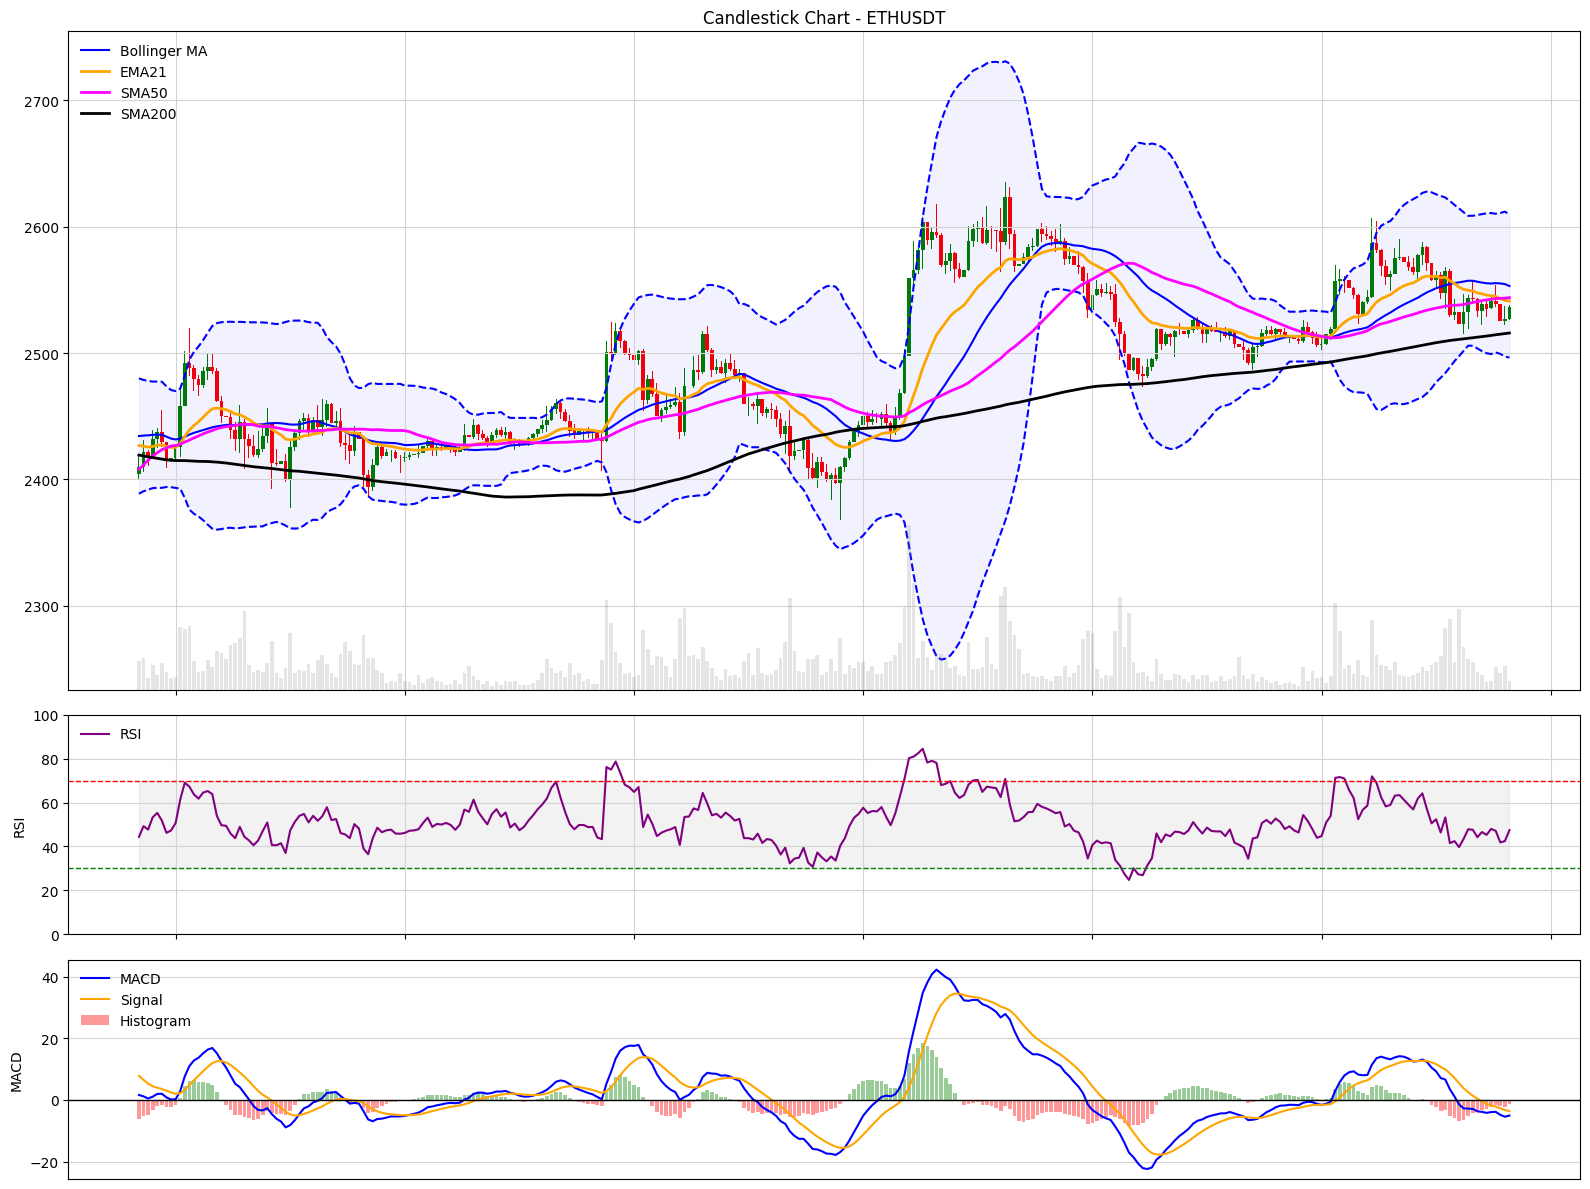 Candlestick Chart - ETHUSDT
Bollinger MA
EMA21
SMA50
SMA200
2700
2600
2500
2400
2300
RSI
100
80
60
40
20
0
RSI
MACD
Signal
Histogram
40
20
0
−20
MACD